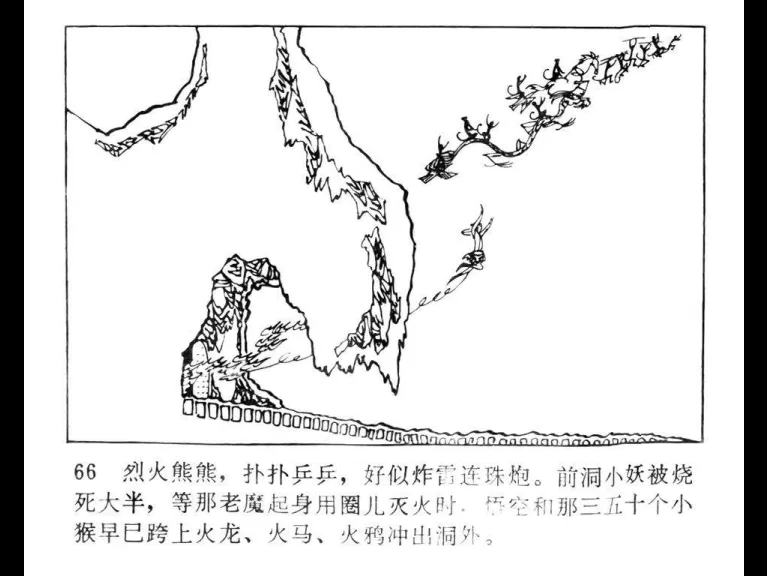 66 烈火熊熊，扑扑乒乒，好似炸雷连珠炮。前洞小妖被烧
死大半，等那老魔起身用圈儿灭火时，悟空和那三五十个小
猴早已跨上火龙、火马、火鸦冲出洞外。